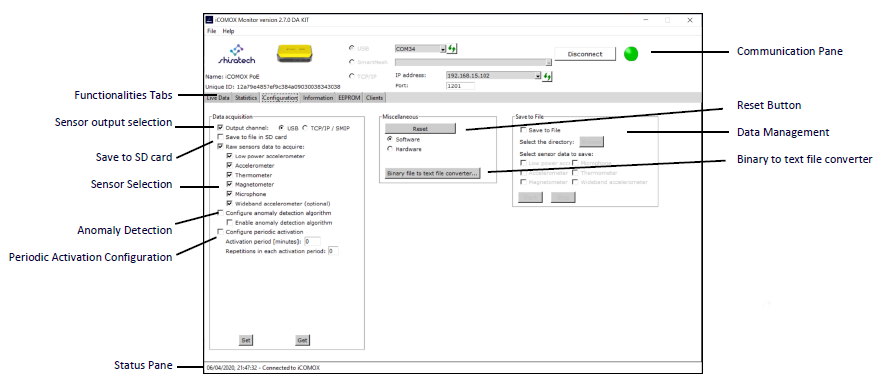 iCOMOX Monitor version 2.7.0 DA KIT
File Help
shiratech
USB
COM34
SmartMesh
TCP/IP
IP address:
192.168.15.102
Port:
1201
Disconnect
Name: iCOMOX PoE
Unique ID: 12a79e4857ef9c384a09030038343038
Live Data Statistics Configuration Information EEPROM Clients
Data acquisition
Output channel: USB TCP/IP / SMIP
Save to file in SD card
Raw sensors data to acquire:
Low power accelerometer
Accelerometer
Thermometer
Magnetometer
Microphone
Wideband accelerometer (optional)
Configure anomaly detection algorithm
Enable anomaly detection algorithm
Configure periodic activation
Activation period [minutes]: 0
Repetitions in each activation period: 0
Set Get
Miscellaneous
Reset
Software
Hardware
Binary file to text file converter...
Save to File
Save to File
Select the directory:
Select sensor data to save:
Low power acc Microphone
Accelerometer Thermometer
Magnetometer Wideband accelerometer
06/04/2020, 21:47:32 - Connected to iCOMOX
Functionalities Tabs
Sensor output selection
Save to SD card
Sensor Selection
Anomaly Detection
Periodic Activation Configuration
Status Pane
Communication Pane
Reset Button
Data Management
Binary to text file converter